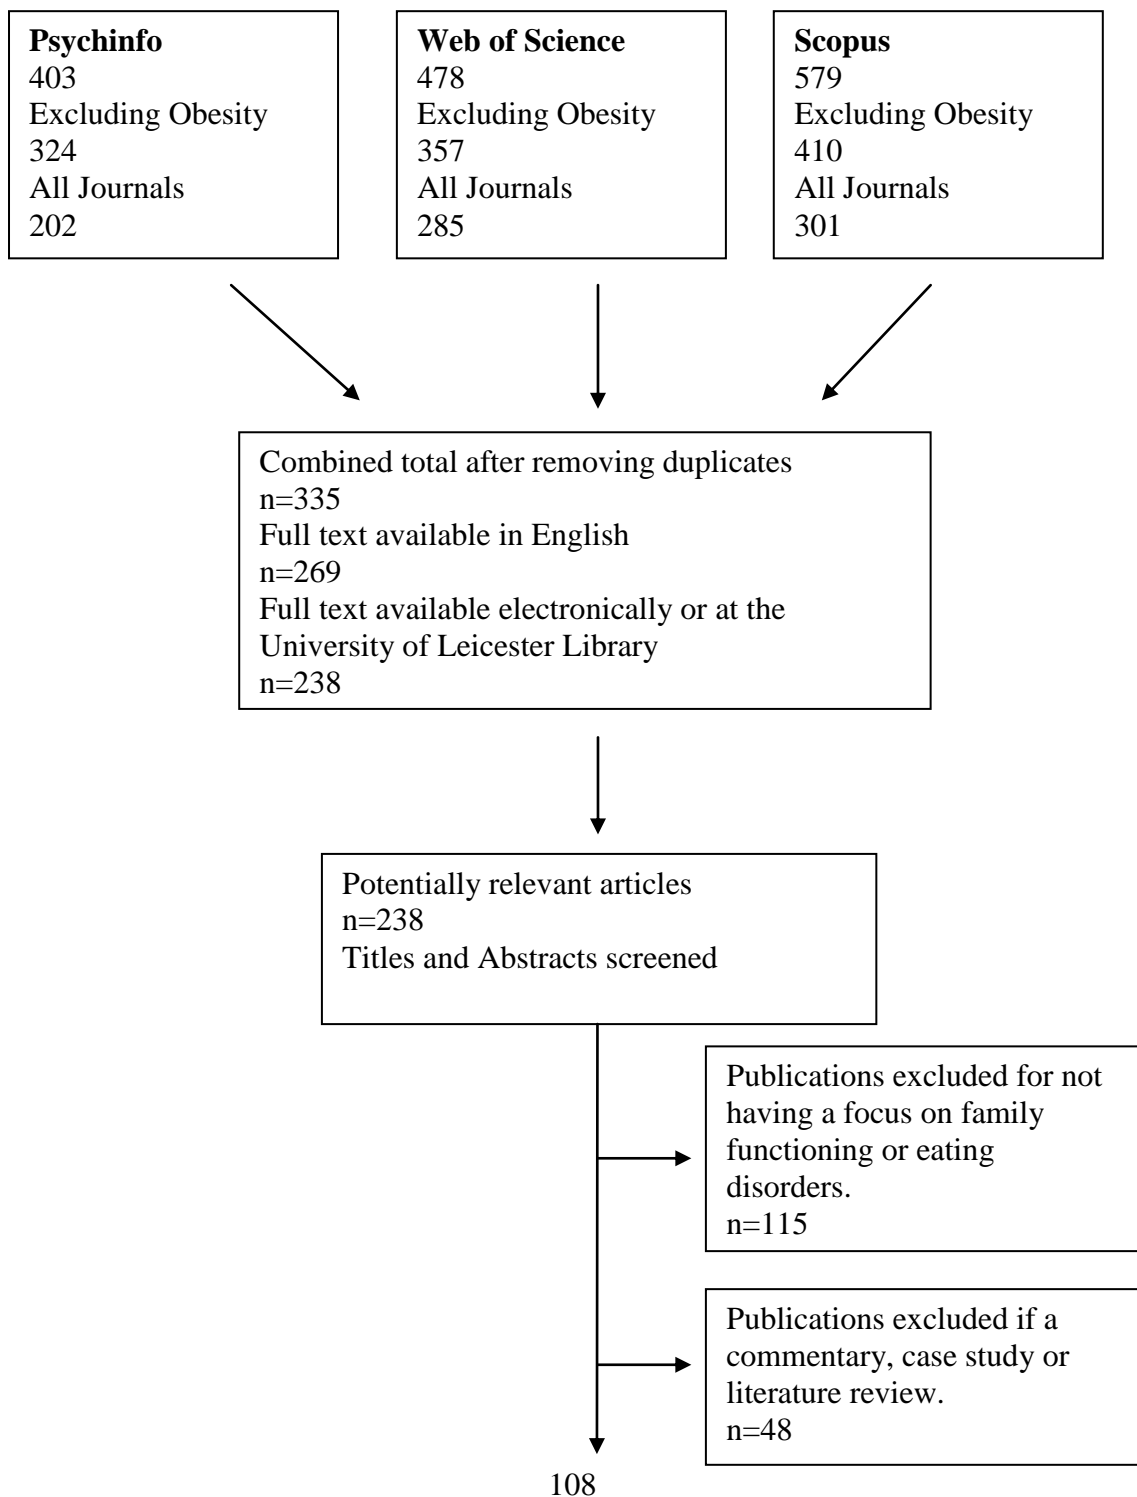 Psychinfo
403
Excluding Obesity
324
All Journals
202
Web of Science
478
Excluding Obesity
357
All Journals
285
Scopus
579
Excluding Obesity
410
All Journals
301
Combined total after removing duplicates
n=335
Full text available in English
n=269
Full text available electronically or at the
University of Leicester Library
n=238
Potentially relevant articles
n=238
Titles and Abstracts screened
Publications excluded for not
having a focus on family
functioning or eating
disorders.
n=115
Publications excluded if a
commentary, case study or
literature review.
n=48
108